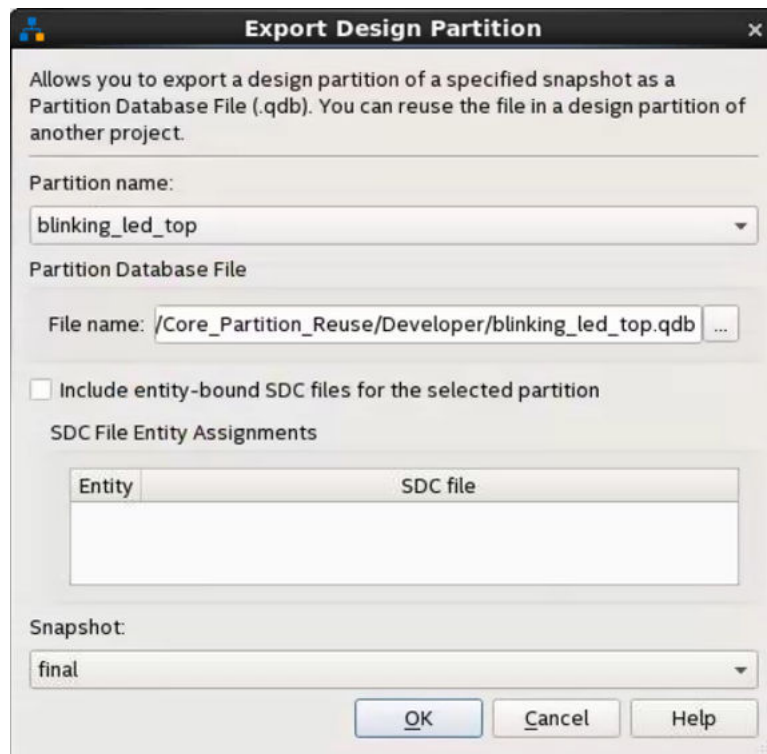 Export Design Partition
Allows you to export a design partition of a specified snapshot as a
Partition Database File (.qdb). You can reuse the file in a design partition of
another project.
Partition name:
blinking_led_top
Partition Database File
File name: /Core_Partition_Reuse/Developer/blinking_led_top.qdb ...
Include entity-bound SDC files for the selected partition
SDC File Entity Assignments
Entity SDC file
Snapshot:
final
OK Cancel Help